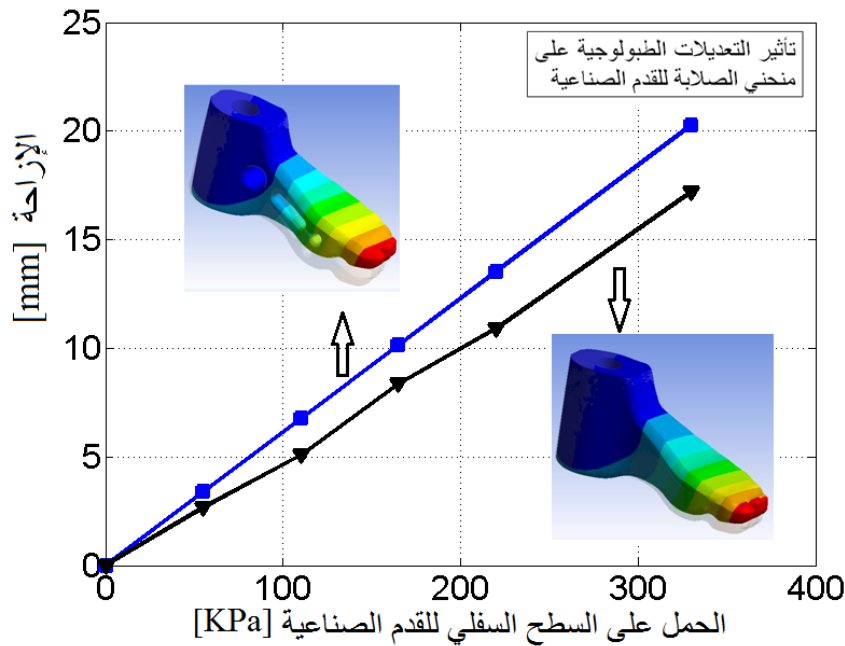 تأثير التعديلات الطبولوجية على
منحني الصلابة للقدم الصناعية
الإزاحة [mm]
25
20
15
10
5
0
0 100 200 300 400
الحمل على السطح السفلي للقدم الصناعية [KPa]